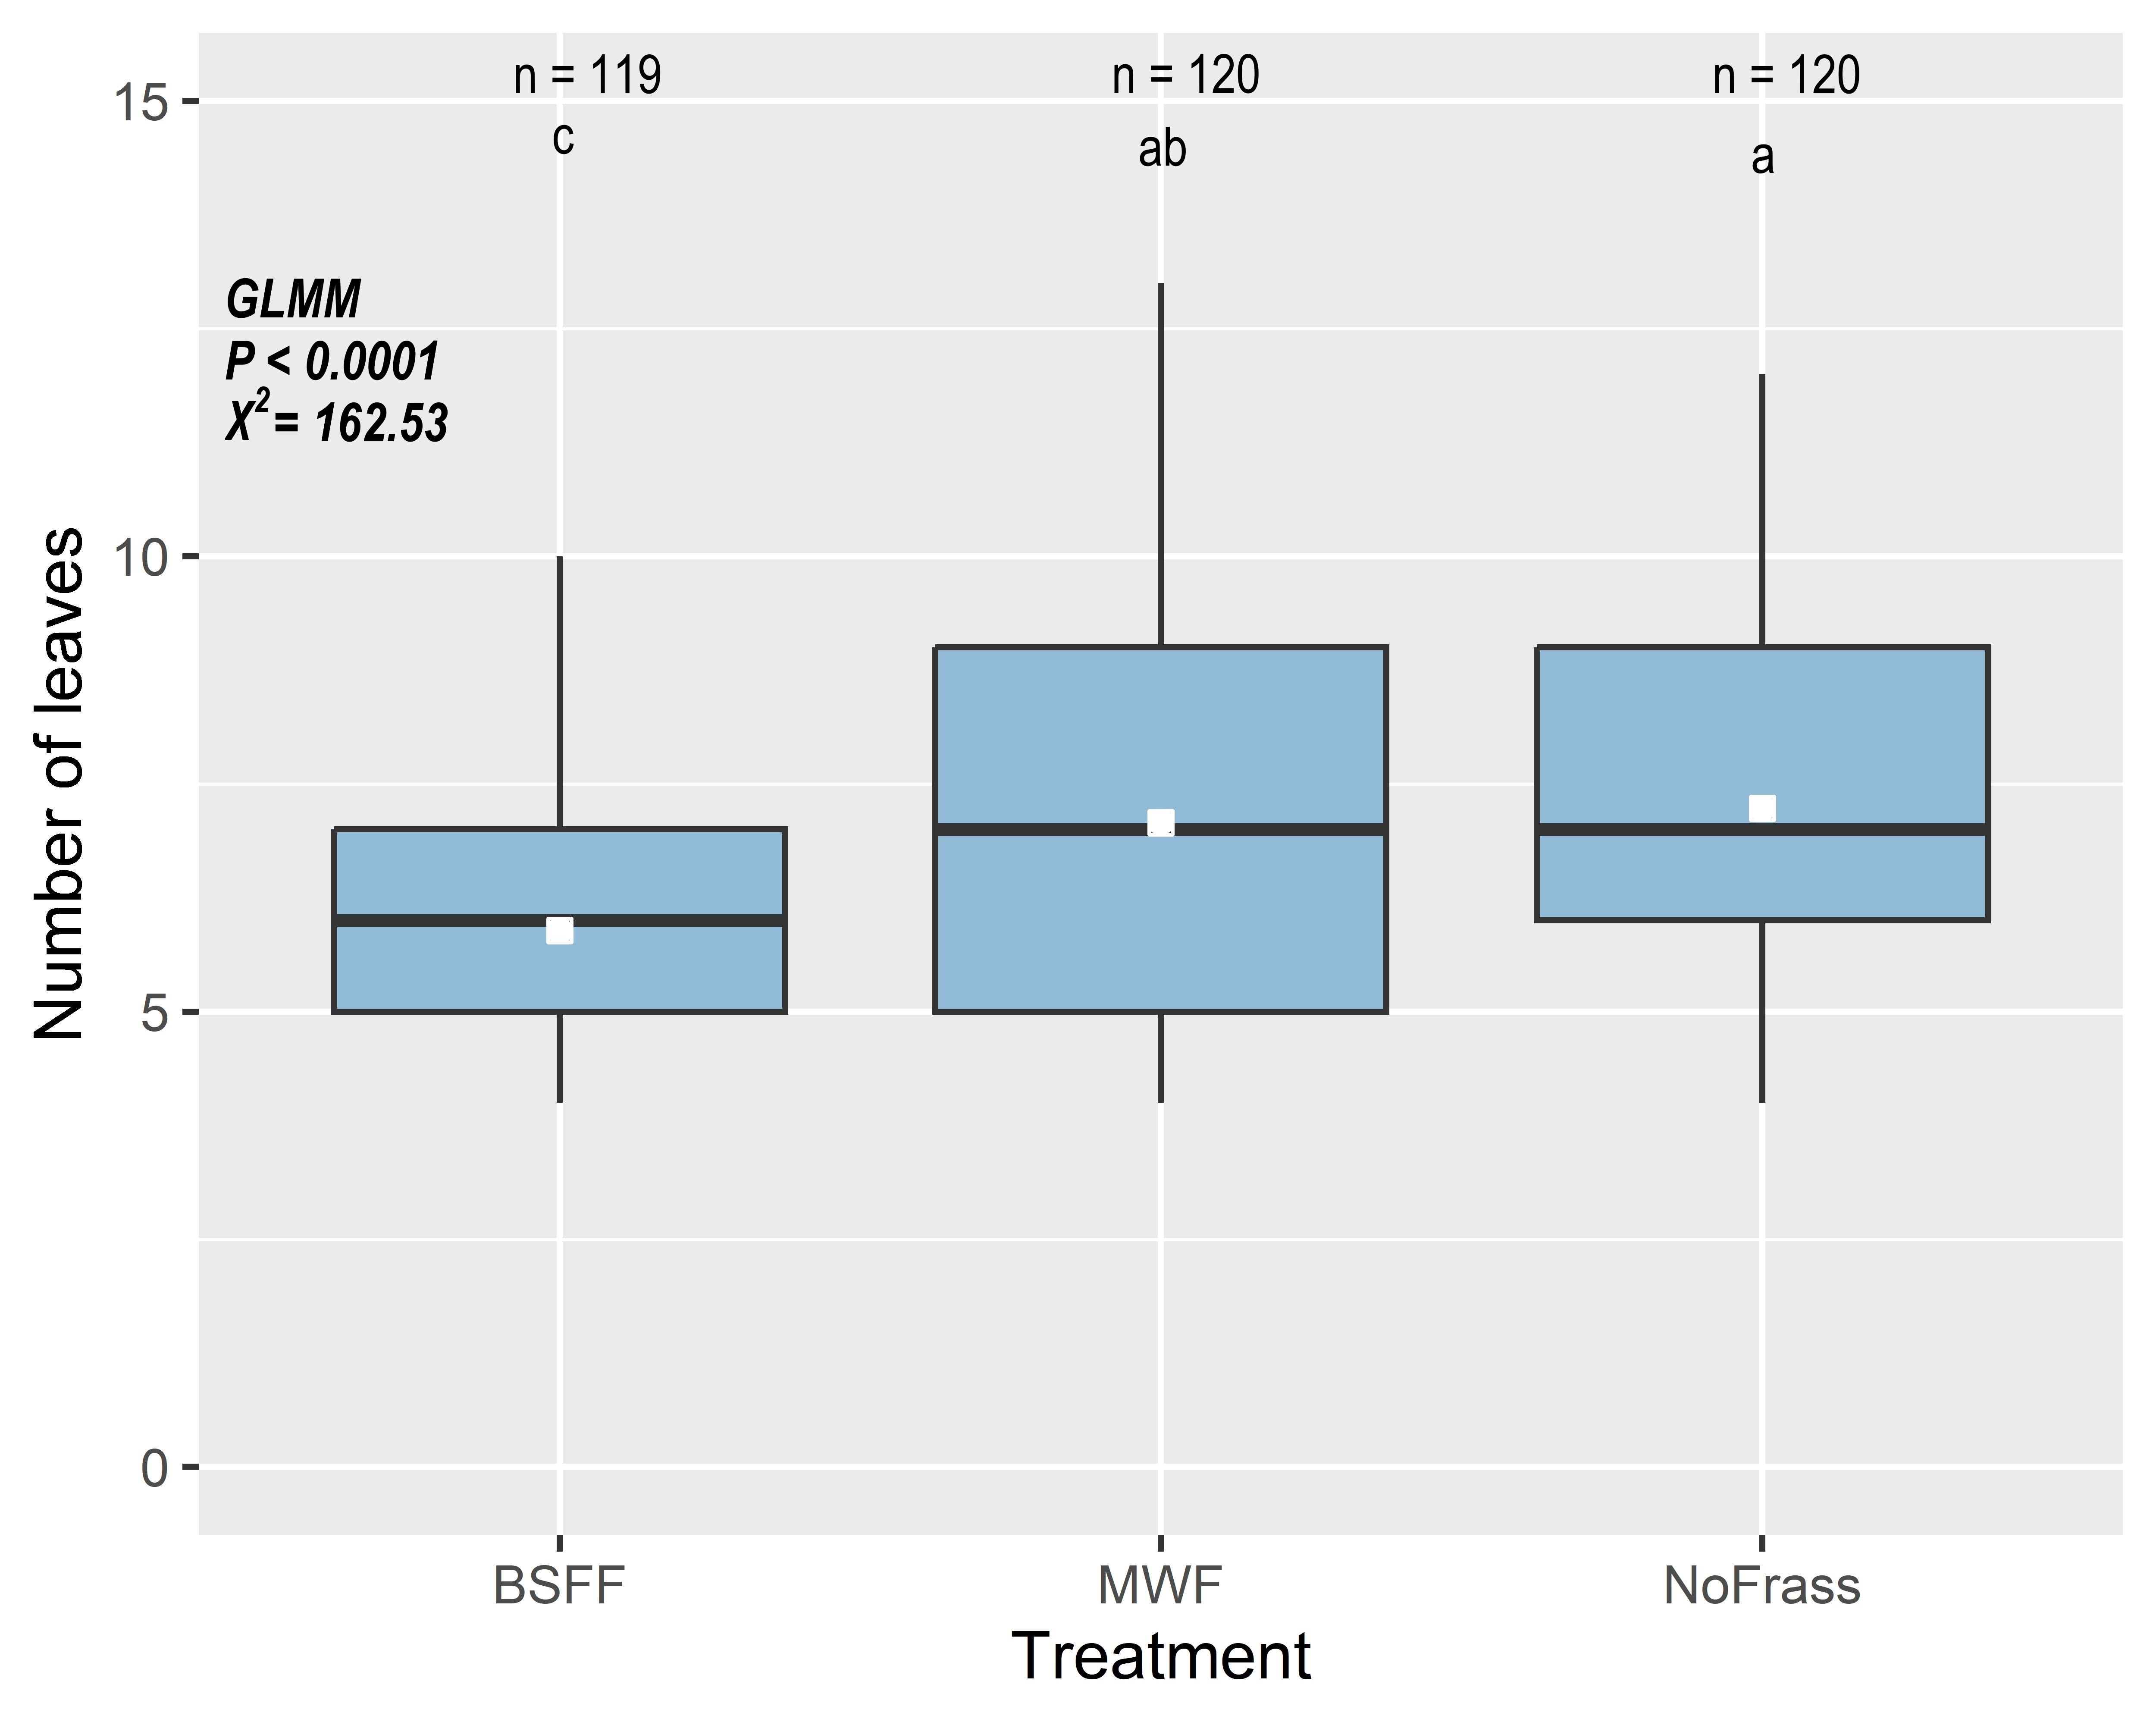 n = 119
n = 120
n = 120
c
ab
a
GLMM
P < 0.0001
X² = 162.53
15
10
5
0
Number of leaves
BSFF
MWF
NoFrass
Treatment